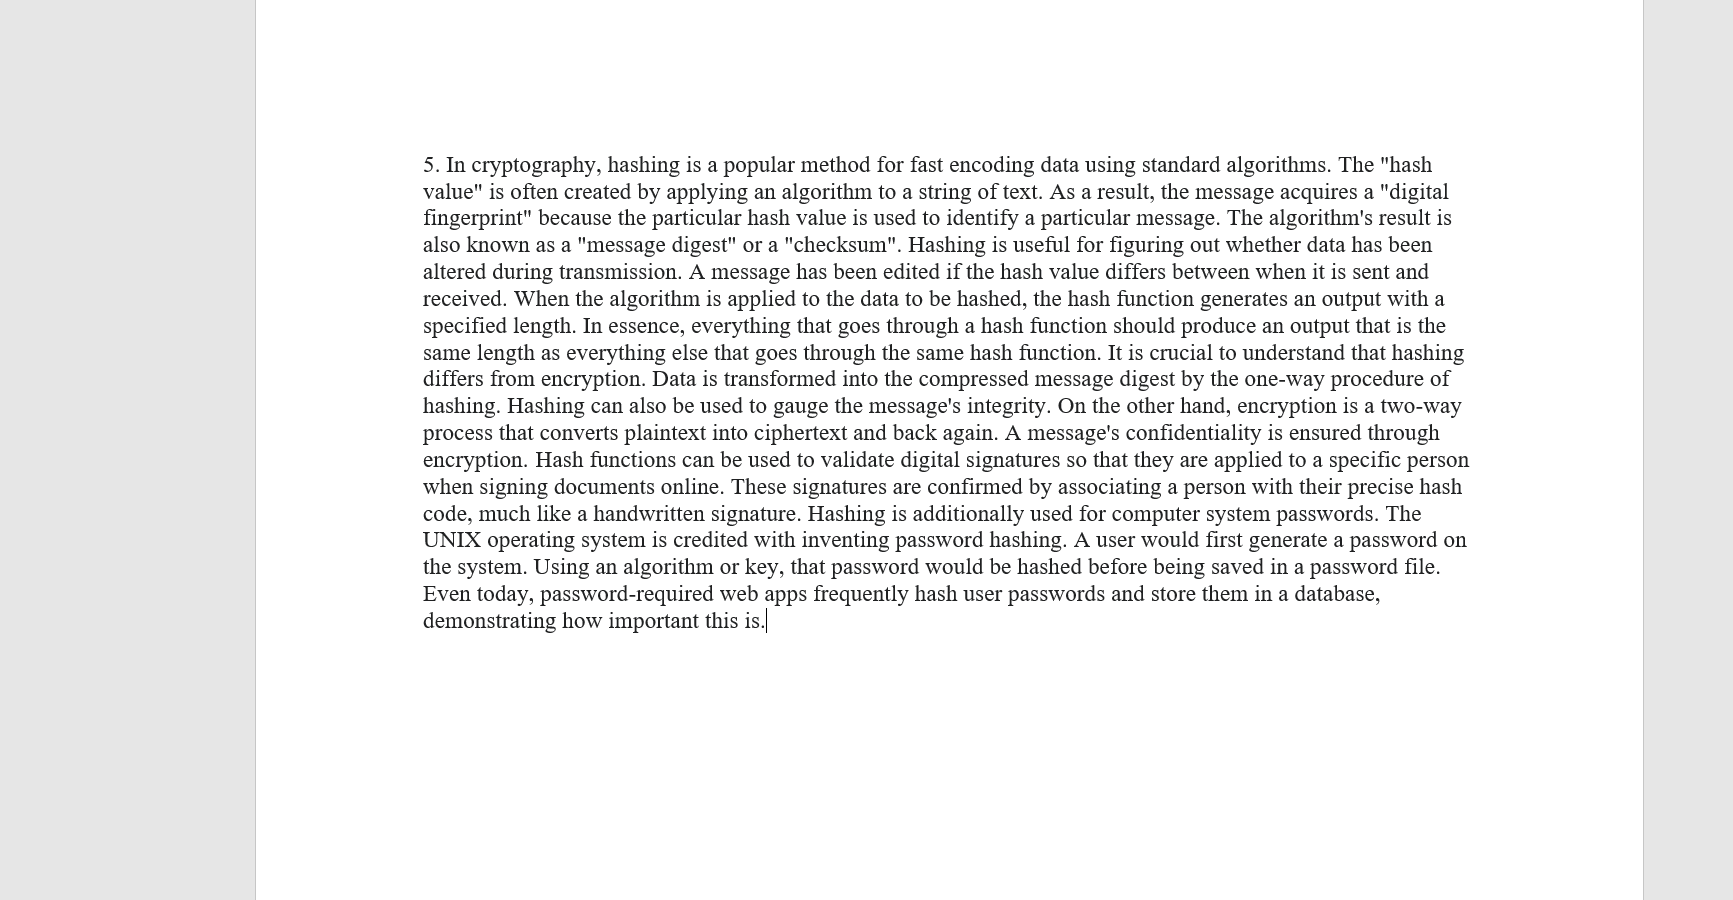 5. In cryptography, hashing is a popular method for fast encoding data using standard algorithms. The "hash
value" is often created by applying an algorithm to a string of text. As a result, the message acquires a "digital
fingerprint" because the particular hash value is used to identify a particular message. The algorithm's result is
also known as a "message digest" or a "checksum". Hashing is useful for figuring out whether data has been
altered during transmission. A message has been edited if the hash value differs between when it is sent and
received. When the algorithm is applied to the data to be hashed, the hash function generates an output with a
specified length. In essence, everything that goes through a hash function should produce an output that is the
same length as everything else that goes through the same hash function. It is crucial to understand that hashing
differs from encryption. Data is transformed into the compressed message digest by the one-way procedure of
hashing. Hashing can also be used to gauge the message's integrity. On the other hand, encryption is a two-way
process that converts plaintext into ciphertext and back again. A message's confidentiality is ensured through
encryption. Hash functions can be used to validate digital signatures so that they are applied to a specific person
when signing documents online. These signatures are confirmed by associating a person with their precise hash
code, much like a handwritten signature. Hashing is additionally used for computer system passwords. The
UNIX operating system is credited with inventing password hashing. A user would first generate a password on
the system. Using an algorithm or key, that password would be hashed before being saved in a password file.
Even today, password-required web apps frequently hash user passwords and store them in a database,
demonstrating how important this is.